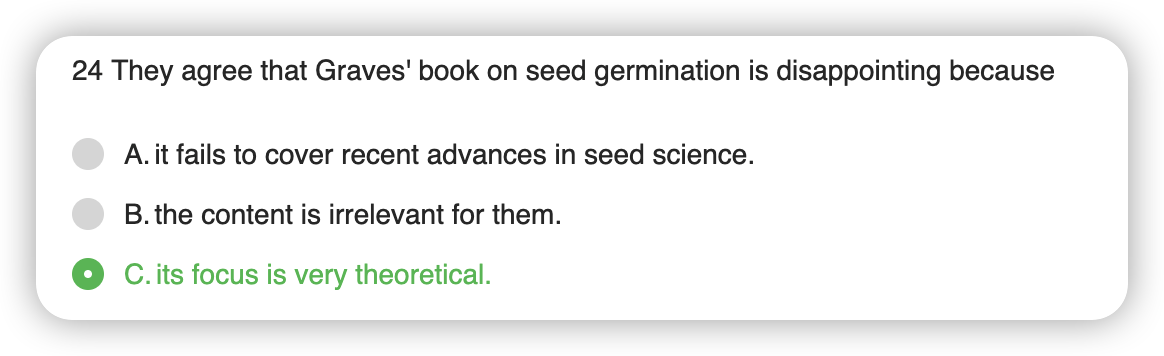 24 They agree that Graves' book on seed germination is disappointing because
A. it fails to cover recent advances in seed science.
B. the content is irrelevant for them.
C. its focus is very theoretical.